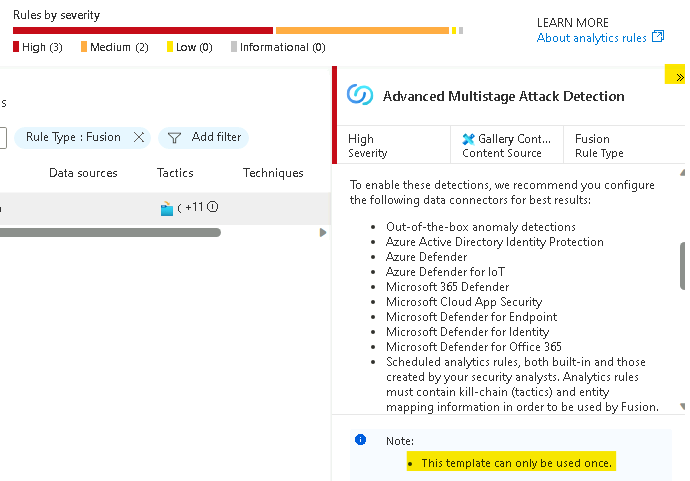 Rules by severity
High (3)
Medium (2)
Low (0)
Informational (0)
LEARN MORE
About analytics rules
s
Rule Type : Fusion
Add filter
Data sources
Tactics
Techniques
+11
»
Advanced Multistage Attack Detection
High
Severity
Gallery Cont...
Content Source
Fusion
Rule Type
To enable these detections, we recommend you configure
the following data connectors for best results:
• Out-of-the-box anomaly detections
• Azure Active Directory Identity Protection
• Azure Defender
• Azure Defender for IoT
• Microsoft 365 Defender
• Microsoft Cloud App Security
• Microsoft Defender for Endpoint
• Microsoft Defender for Identity
• Microsoft Defender for Office 365
• Scheduled analytics rules, both built-in and those
created by your security analysts. Analytics rules
must contain kill-chain (tactics) and entity
mapping information in order to be used by Fusion.
Note:
• This template can only be used once.